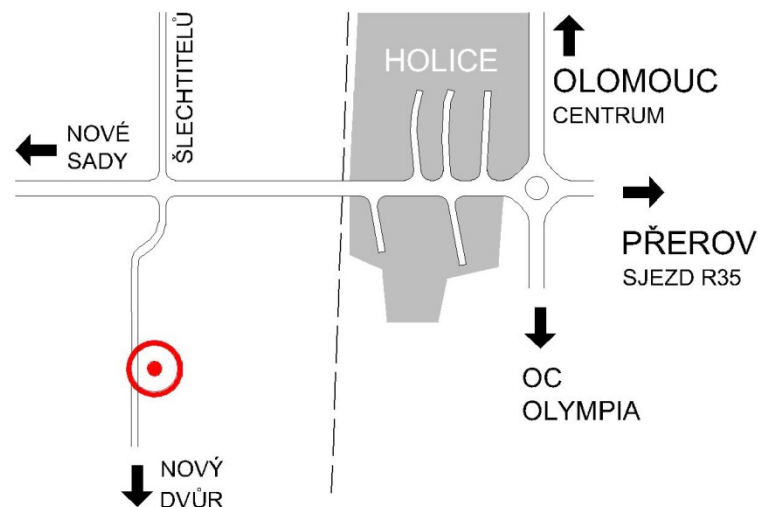 ŠLECHTITELŮ
HOLICE
OLOMOUC
CENTRUM
NOVÉ
SADY
PŘEROV
SJEZD R35
OC
OLYMPIA
NOVÝ
DVŮR